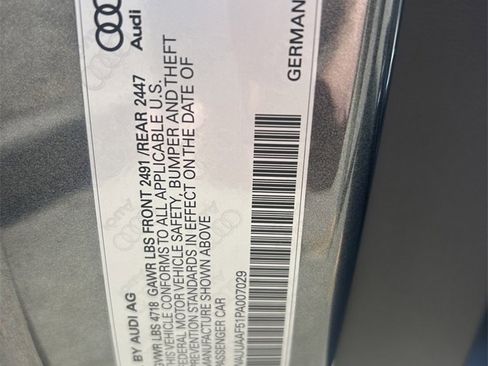 Audi
BY AUDI AG
GVWR LBS 4718 GAWR LBS FRONT 2491 /REAR 2447
THIS VEHICLE CONFORMS TO ALL APPLICABLE U.S.
FEDERAL MOTOR VEHICLE SAFETY, BUMPER AND THEFT
PREVENTION STANDARDS IN EFFECT ON THE DATE OF
MANUFACTURE SHOWN ABOVE
PASSENGER CAR
WAUUAAF51PA007029
GERMAN